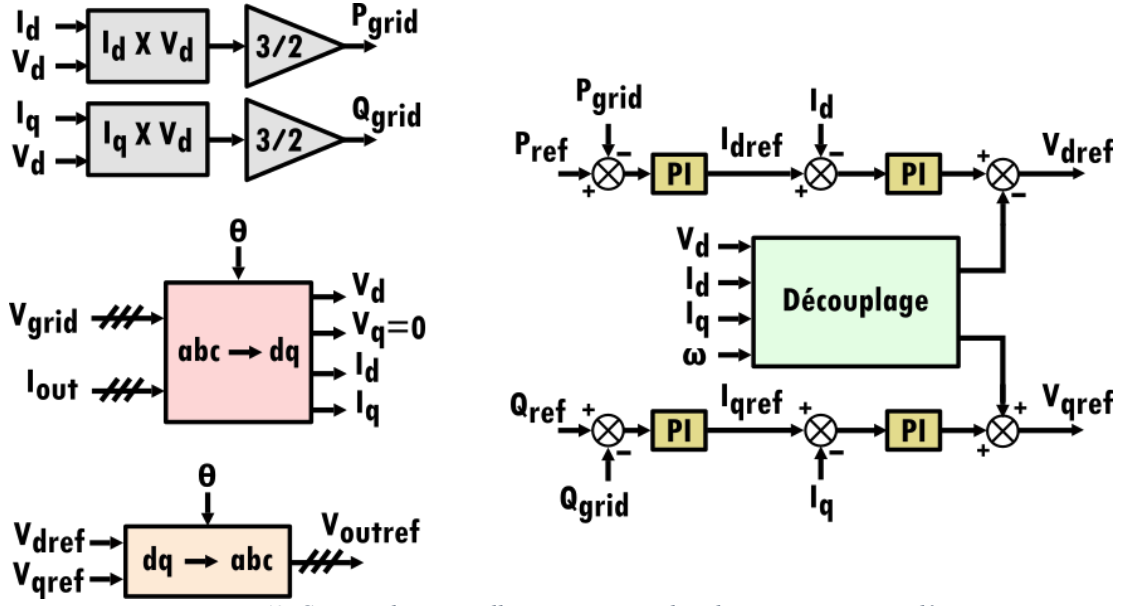 Id
Vd
Id X Vd
3/2
Pgrid
Iq
Vd
Iq X Vd
3/2
Qgrid
θ
Vgrid
Iout
abc → dq
Vd
Vq=0
Id
Iq
θ
Vdref
Vqref
dq → abc
Voutref
Pgrid
Id
Pref
+
−
PI
Idref
+
−
PI
+
−
Vdref
Vd
Id
Iq
ω
Découplage
Qref
+
−
PI
Iqref
+
−
PI
+
+
Vqref
Qgrid
Iq